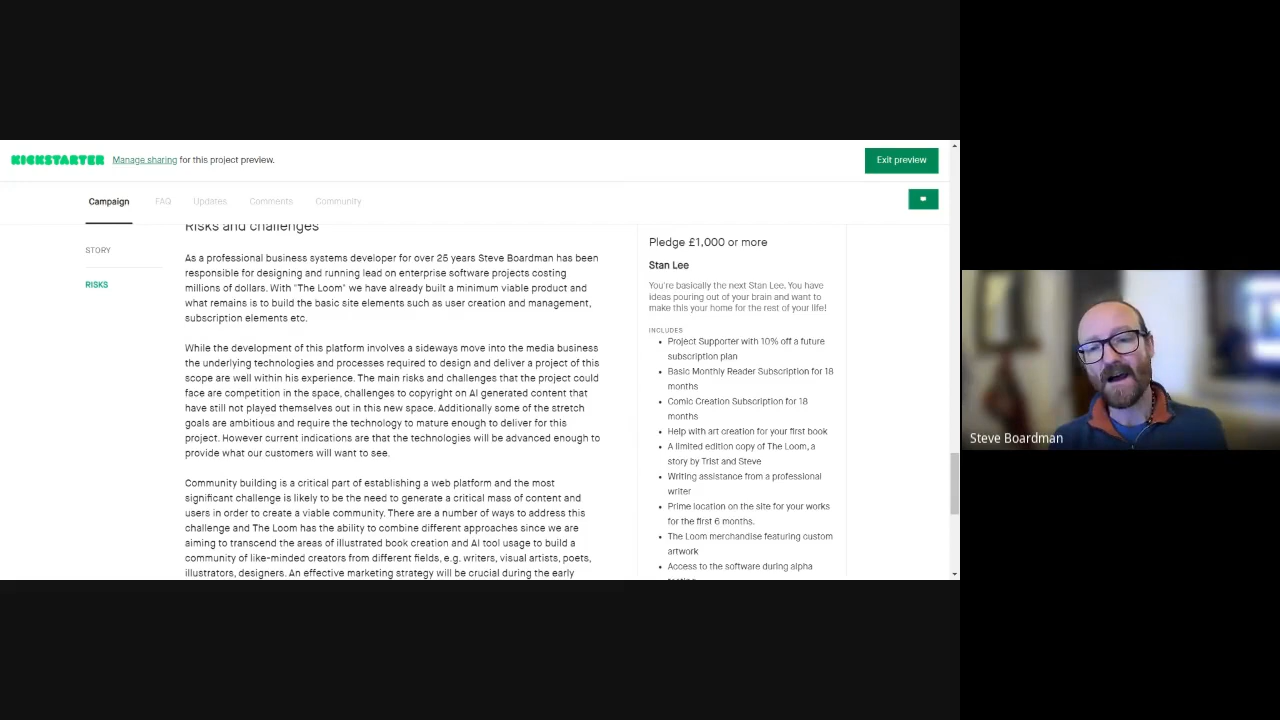 KICKSTARTER Manage sharing for this project preview. Exit preview
Campaign FAQ Updates Comments Community
Risks and challenges
STORY
RISKS
As a professional business systems developer for over 25 years Steve Boardman has been
responsible for designing and running lead on enterprise software projects costing
millions of dollars. With "The Loom" we have already built a minimum viable product and
what remains is to build the basic site elements such as user creation and management,
subscription elements etc.
While the development of this platform involves a sideways move into the media business
the underlying technologies and processes required to design and deliver a project of this
scope are well within his experience. The main risks and challenges that the project could
face are competition in the space, challenges to copyright on AI generated content that
have still not played themselves out in this new space. Additionally some of the stretch
goals are ambitious and require the technology to mature enough to deliver for this
project. However current indications are that the technologies will be advanced enough to
provide what our customers will want to see.
Community building is a critical part of establishing a web platform and the most
significant challenge is likely to be the need to generate a critical mass of content and
users in order to create a viable community. There are a number of ways to address this
challenge and The Loom has the ability to combine different approaches since we are
aiming to transcend the areas of illustrated book creation and AI tool usage to build a
community of like-minded creators from different fields, e.g. writers, visual artists, poets,
illustrators, designers. An effective marketing strategy will be crucial during the early
Pledge £1,000 or more
Stan Lee
You're basically the next Stan Lee. You have
ideas pouring out of your brain and want to
make this your home for the rest of your life!
INCLUDES
• Project Supporter with 10% off a future
subscription plan
• Basic Monthly Reader Subscription for 18
months
• Comic Creation Subscription for 18
months
• Help with art creation for your first book
• A limited edition copy of The Loom, a
story by Trist and Steve
• Writing assistance from a professional
writer
• Prime location on the site for your works
for the first 6 months.
• The Loom merchandise featuring custom
artwork
• Access to the software during alpha
Steve Boardman